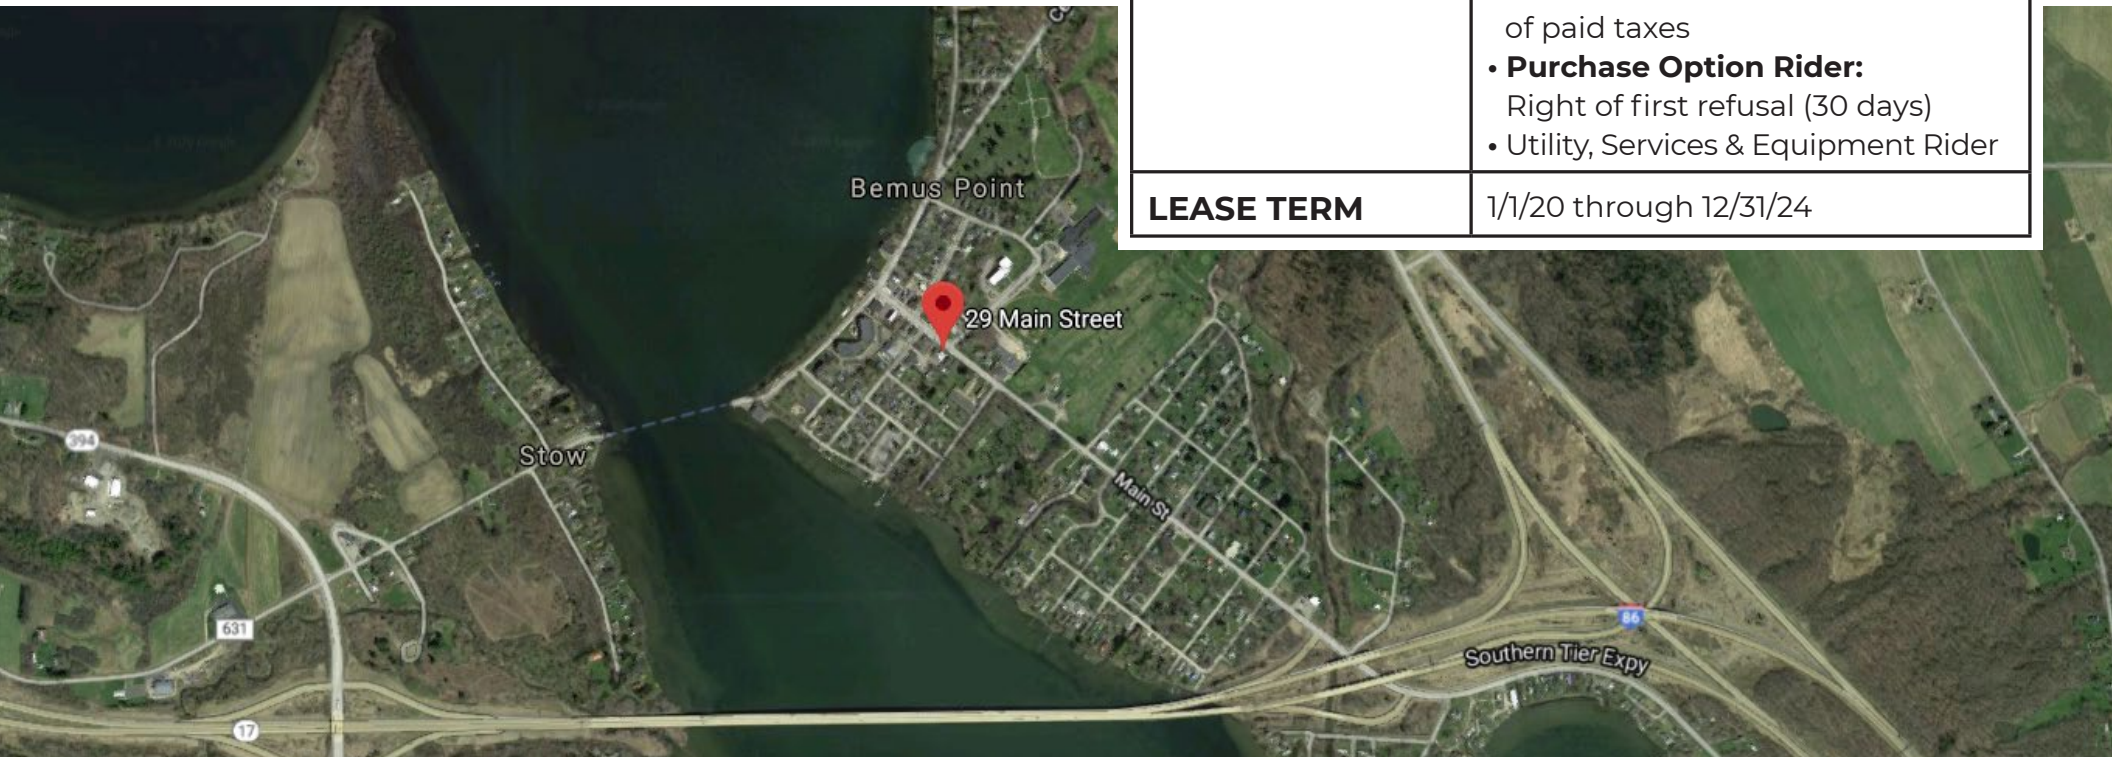 of paid taxes
• Purchase Option Rider:
Right of first refusal (30 days)
• Utility, Services & Equipment Rider
LEASE TERM
1/1/20 through 12/31/24
Bemus Point
29 Main Street
394
Stow
Main St
631
86
Southern Tier Expy
17